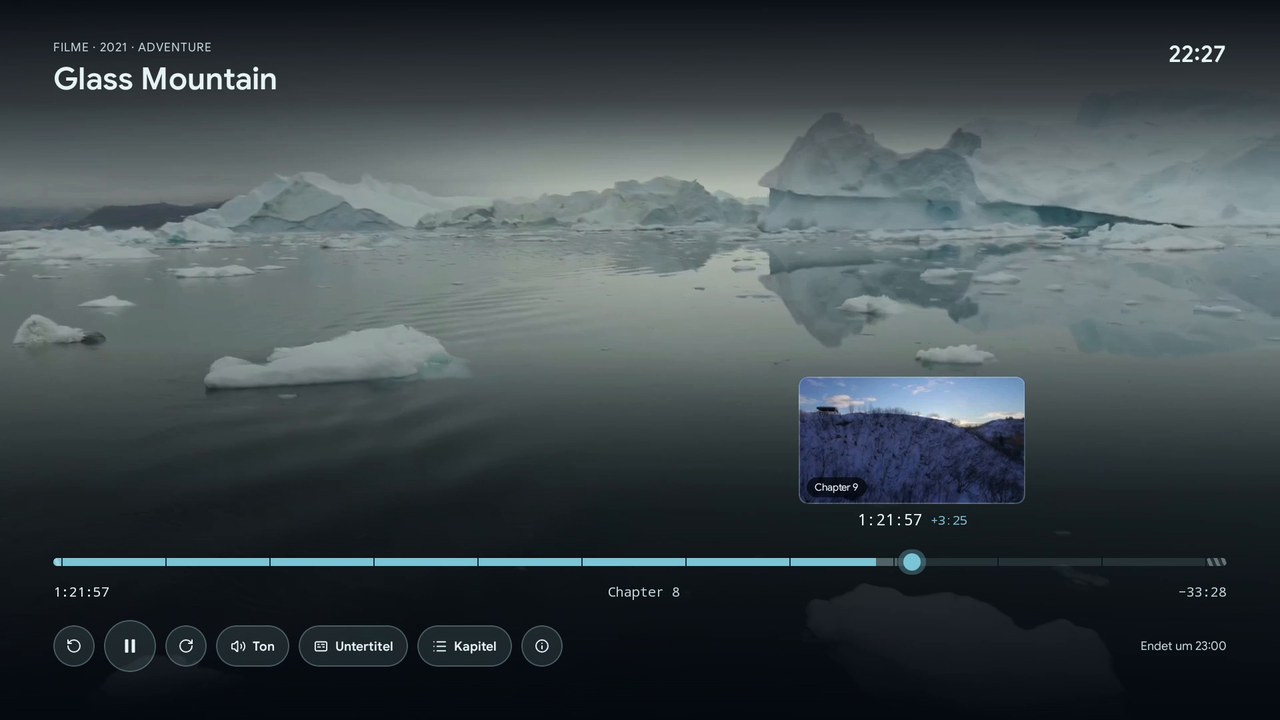 FILME · 2021 · ADVENTURE
Glass Mountain
22:27
Chapter 9
1:21:57 +3:25
1:21:57 Chapter 8 -33:28
Ton Untertitel Kapitel Endet um 23:00